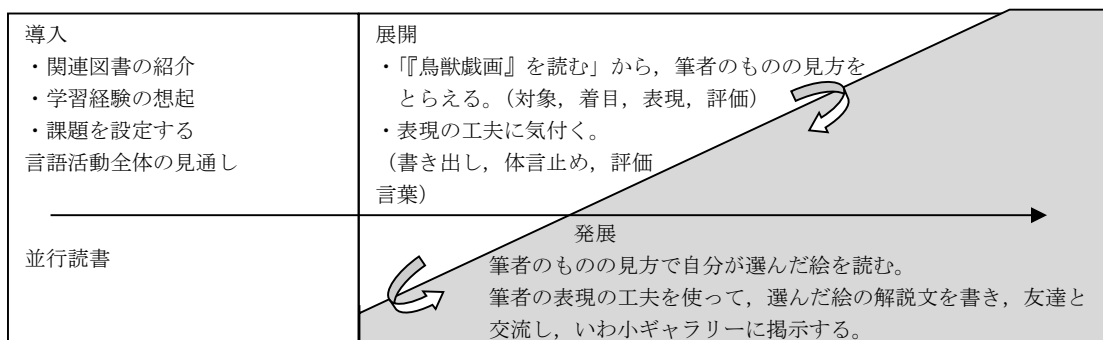 導入
・関連図書の紹介
・学習経験の想起
・課題を設定する
言語活動全体の見通し
展開
・「『鳥獣戯画』を読む」から，筆者のものの見方を
とらえる。（対象，着目，表現，評価）
・表現の工夫に気付く。
（書き出し，体言止め，評価
言葉）
並行読書
発展
筆者のものの見方で自分が選んだ絵を読む。
筆者の表現の工夫を使って，選んだ絵の解説文を書き，友達と
交流し，いわ小ギャラリーに掲示する。